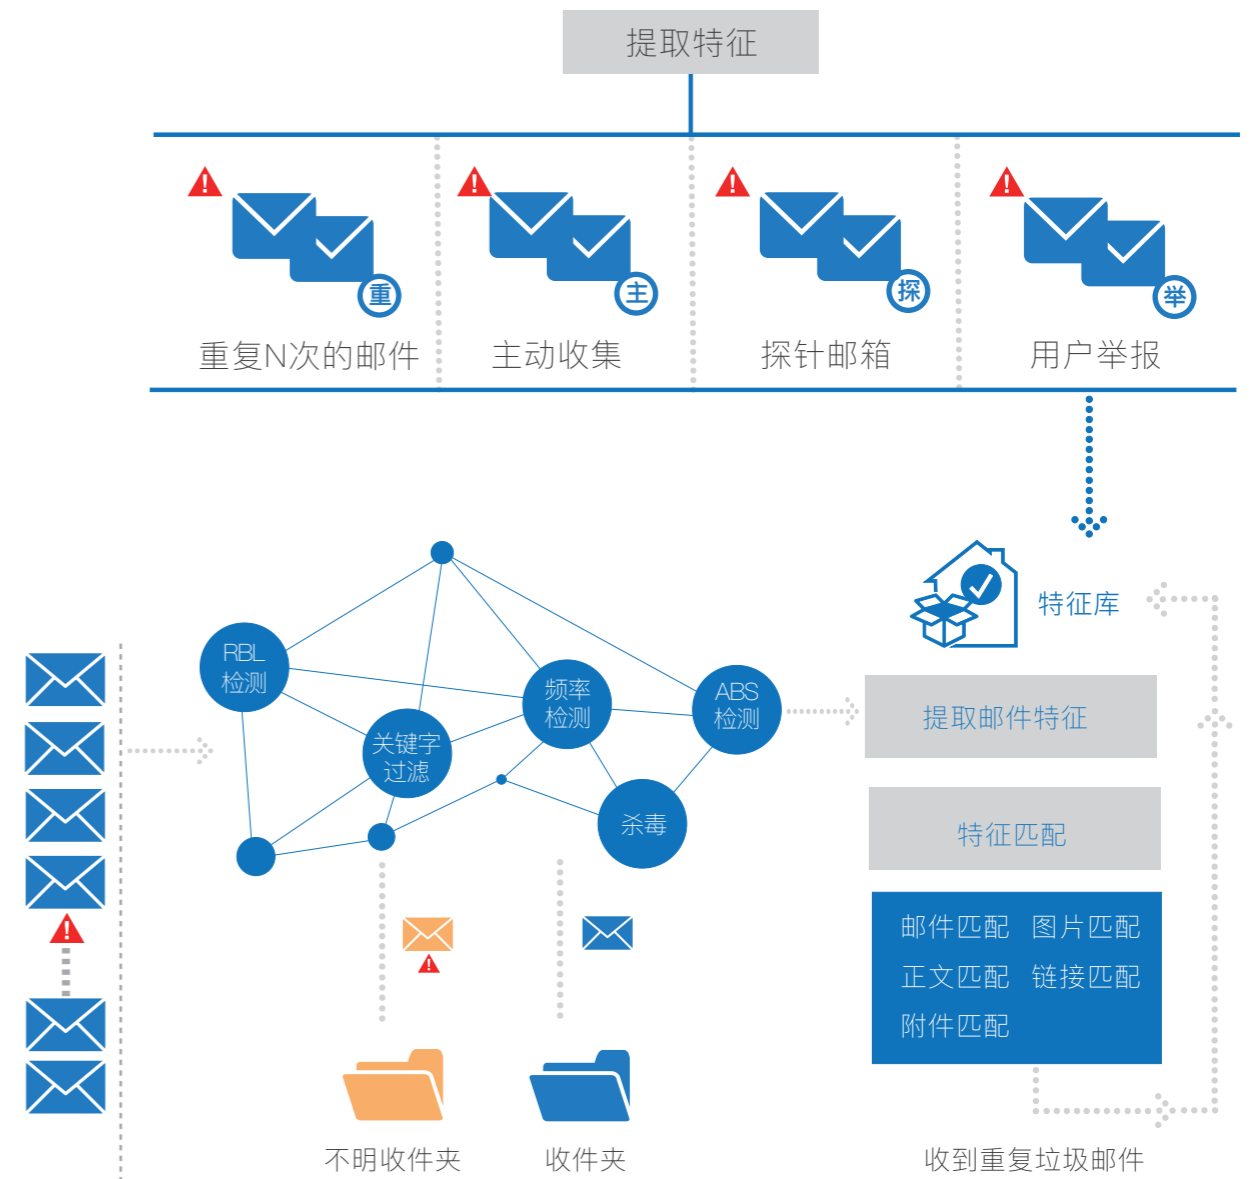 提取特征
重
主
探
举
重复N次的邮件
主动收集
探针邮箱
用户举报
特征库
RBL
检测
关键字
过滤
频率
检测
ABS
检测
杀毒
提取邮件特征
特征匹配
邮件匹配 图片匹配
正文匹配 链接匹配
附件匹配
不明收件夹
收件夹
收到重复垃圾邮件